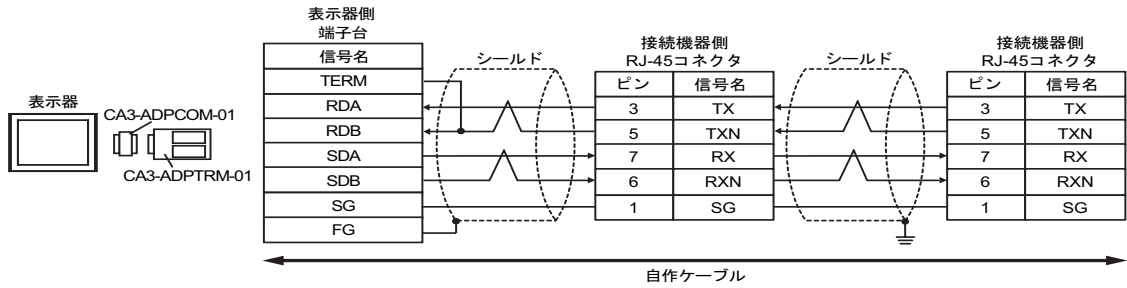 表示器
CA3-ADPCOM-01
CA3-ADPTRM-01
表示器側
端子台
信号名
TERM
RDA
RDB
SDA
SDB
SG
FG
シールド
接続機器側
RJ-45コネクタ
ピン 信号名
3 TX
5 TXN
7 RX
6 RXN
1 SG
シールド
接続機器側
RJ-45コネクタ
ピン 信号名
3 TX
5 TXN
7 RX
6 RXN
1 SG
自作ケーブル